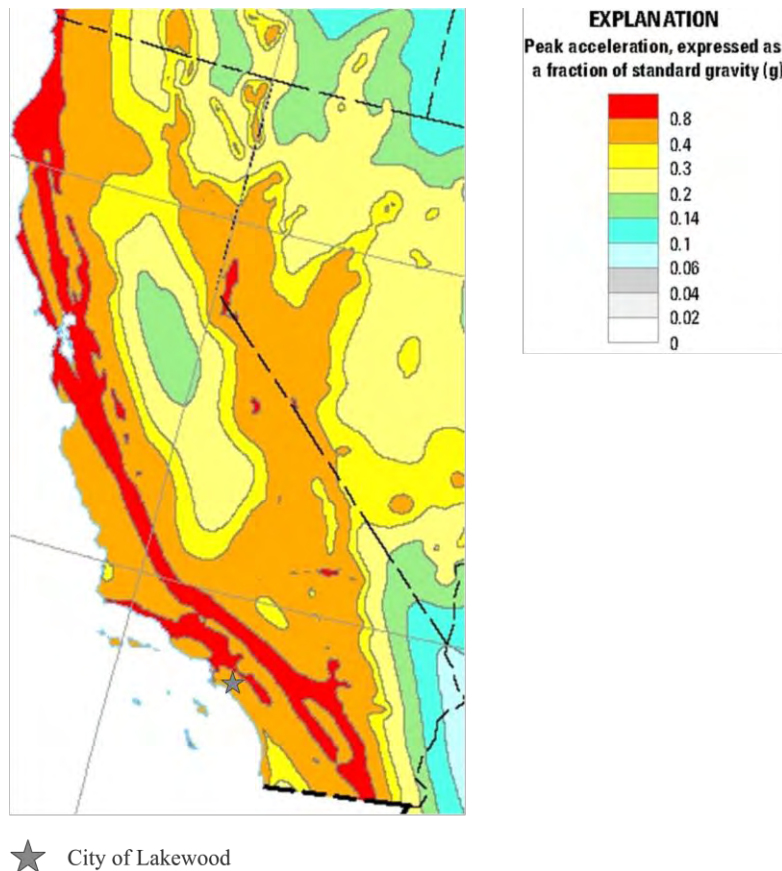 EXPLANATION
Peak acceleration, expressed as
a fraction of standard gravity (g)
0.8
0.4
0.3
0.2
0.14
0.1
0.06
0.04
0.02
0
City of Lakewood